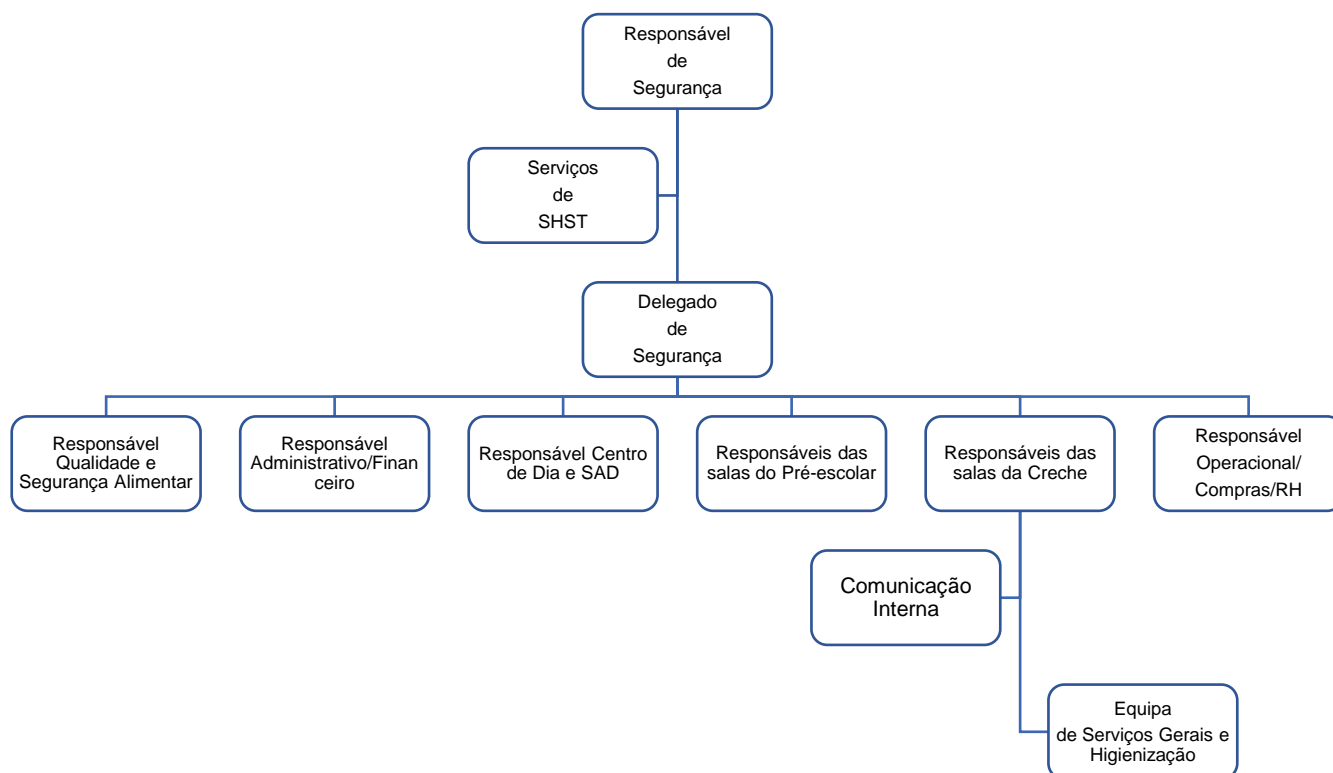 Responsável
de
Segurança
Serviços
de
SHST
Delegado
de
Segurança
Responsável
Qualidade e
Segurança Alimentar
Responsável
Administrativo/Finan
ceiro
Responsável Centro
de Dia e SAD
Responsáveis das
salas do Pré-escolar
Responsáveis das
salas da Creche
Responsável
Operacional/
Compras/RH
Comunicação
Interna
Equipa
de Serviços Gerais e
Higienização